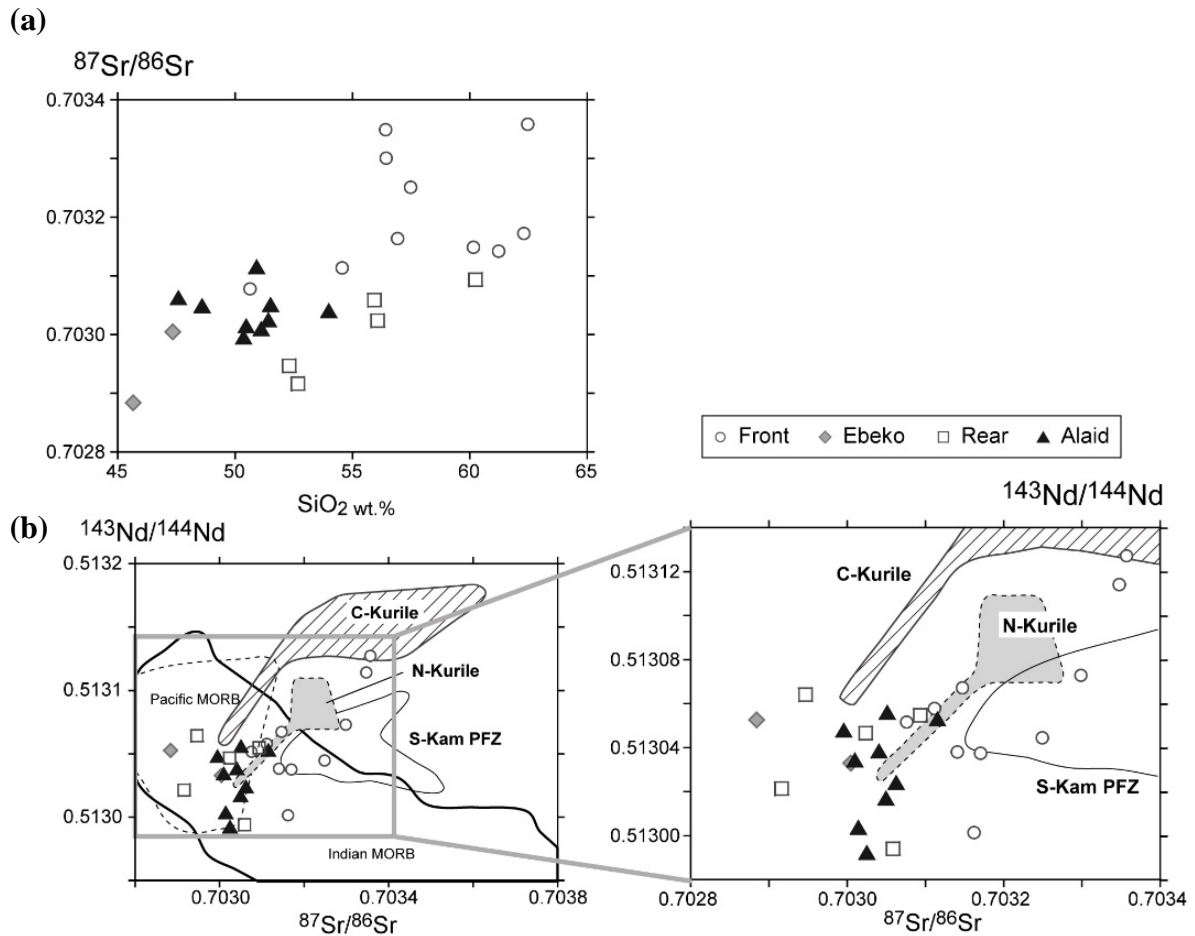 (a)
87Sr/86Sr
0.7034
0.7032
0.7030
0.7028
45 50 55 60 65
SiO2 wt.%
Front Ebeko Rear Alaid
(b)
143Nd/144Nd
0.5132
0.5131
0.5130
C-Kurile
N-Kurile
Pacific MORB
S-Kam PFZ
Indian MORB
0.7030 0.7034 0.7038
87Sr/86Sr
143Nd/144Nd
0.51312
0.51308
0.51304
0.51300
C-Kurile
N-Kurile
S-Kam PFZ
0.7028 0.7030 0.7032 0.7034
87Sr/86Sr